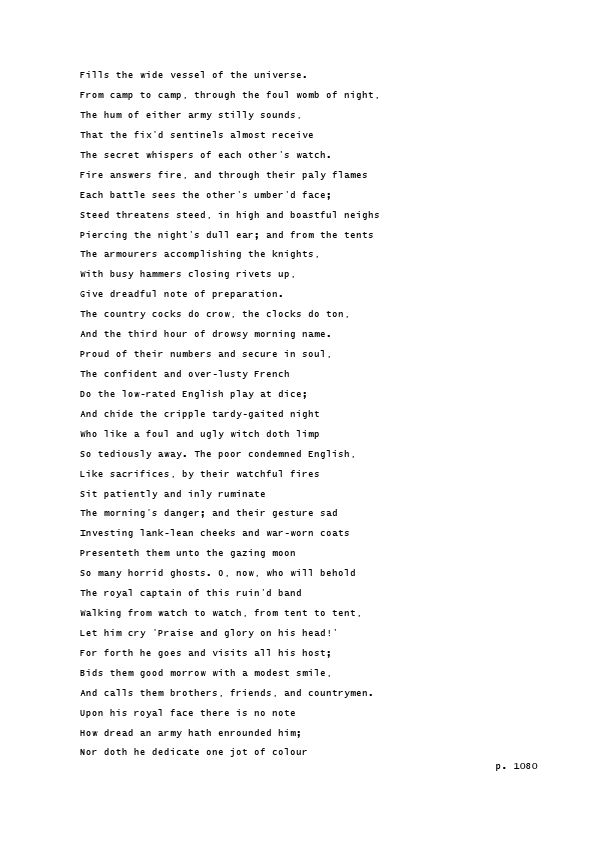 Fills the wide vessel of the universe.
From camp to camp, through the foul womb of night,
The hum of either army stilly sounds,
That the fix'd sentinels almost receive
The secret whispers of each other's watch.
Fire answers fire, and through their paly flames
Each battle sees the other's umber'd face;
Steed threatens steed, in high and boastful neighs
Piercing the night's dull ear; and from the tents
The armourers accomplishing the knights,
With busy hammers closing rivets up,
Give dreadful note of preparation.
The country cocks do crow, the clocks do ton,
And the third hour of drowsy morning name.
Proud of their numbers and secure in soul,
The confident and over-lusty French
Do the low-rated English play at dice;
And chide the cripple tardy-gaited night
Who like a foul and ugly witch doth limp
So tediously away. The poor condemned English,
Like sacrifices, by their watchful fires
Sit patiently and inly ruminate
The morning's danger; and their gesture sad
Investing lank-lean cheeks and war-worn coats
Presenteth them unto the gazing moon
So many horrid ghosts. O, now, who will behold
The royal captain of this ruin'd band
Walking from watch to watch, from tent to tent,
Let him cry 'Praise and glory on his head!'
For forth he goes and visits all his host;
Bids them good morrow with a modest smile,
And calls them brothers, friends, and countrymen.
Upon his royal face there is no note
How dread an army hath enrounded him;
Nor doth he dedicate one jot of colour
p. 1080